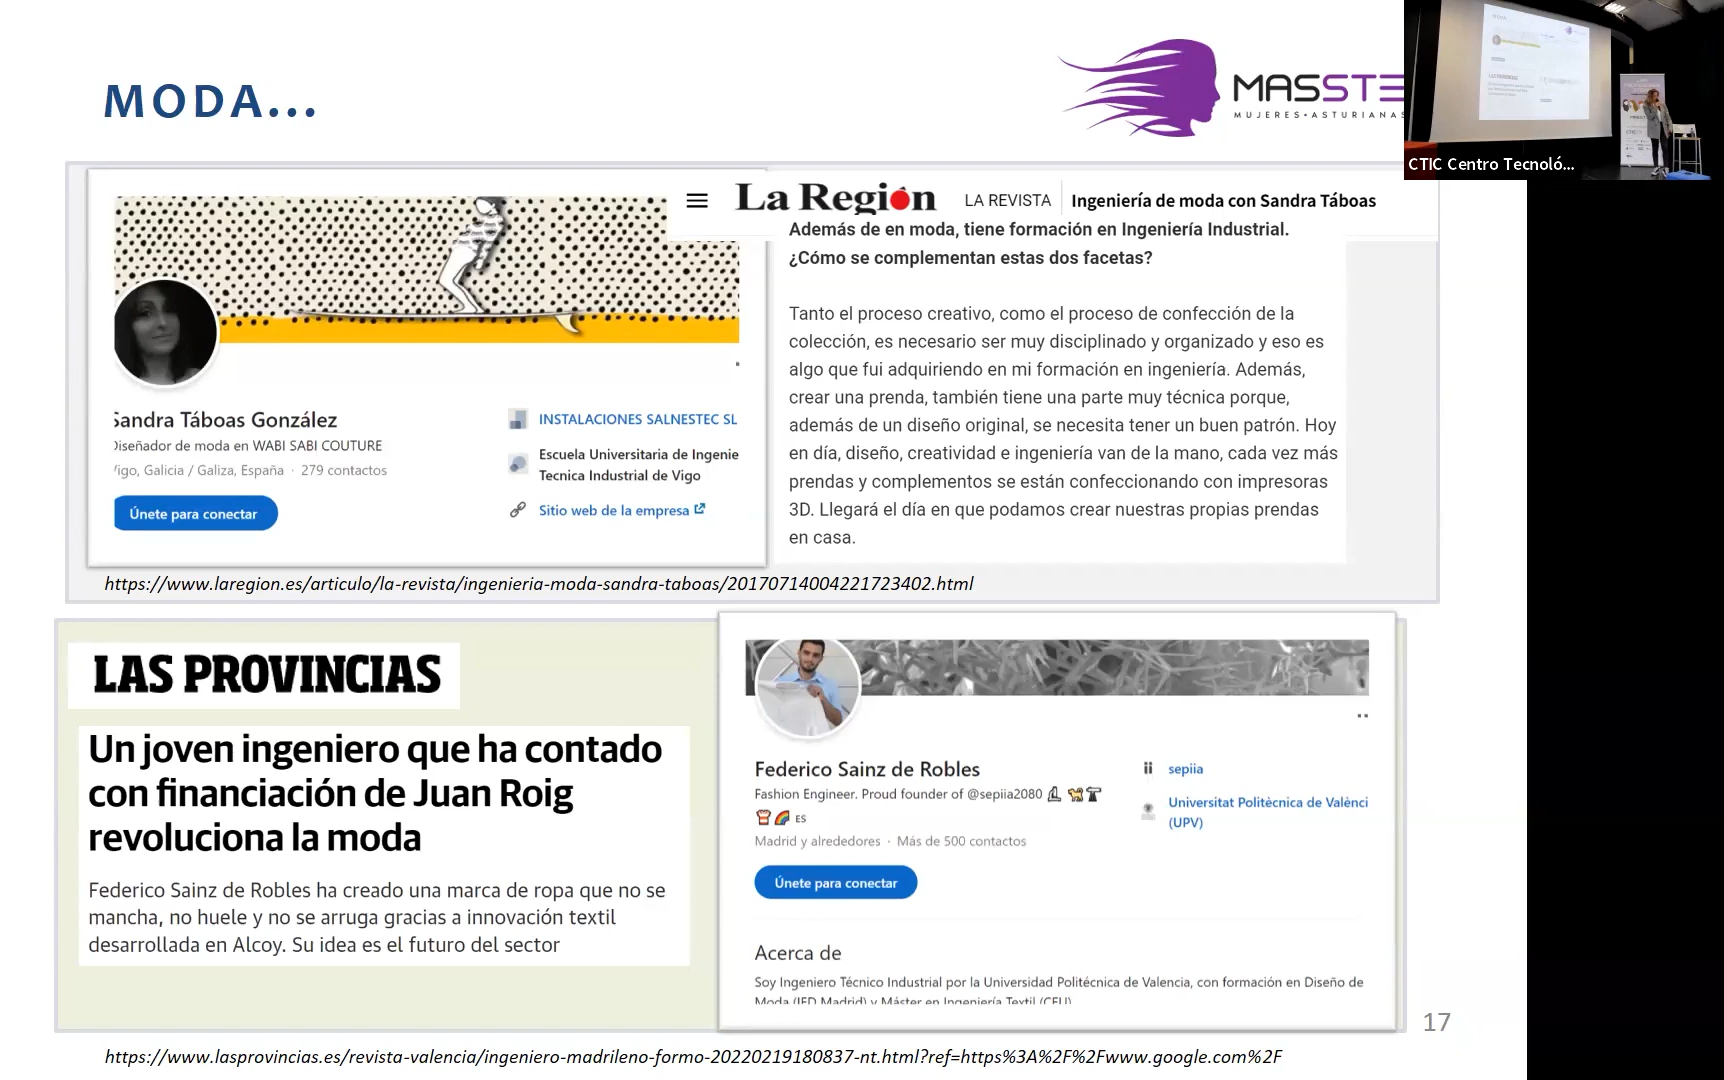 MODA...
MASSTE
MUJERES•ASTURIANAS
CTIC Centro Tecnoló...
Sandra Táboas González
Diseñador de moda en WABI SABI COUTURE
Vigo, Galicia / Galiza, España · 279 contactos
Únete para conectar
INSTALACIONES SALNESTEC SL
Escuela Universitaria de Ingenie
Tecnica Industrial de Vigo
Sitio web de la empresa
La Región LA REVISTA Ingeniería de moda con Sandra Táboas
Además de en moda, tiene formación en Ingeniería Industrial.
¿Cómo se complementan estas dos facetas?
Tanto el proceso creativo, como el proceso de confección de la
colección, es necesario ser muy disciplinado y organizado y eso es
algo que fui adquiriendo en mi formación en ingeniería. Además,
crear una prenda, también tiene una parte muy técnica porque,
además de un diseño original, se necesita tener un buen patrón. Hoy
en día, diseño, creatividad e ingeniería van de la mano, cada vez más
prendas y complementos se están confeccionando con impresoras
3D. Llegará el día en que podamos crear nuestras propias prendas
en casa.
https://www.laregion.es/articulo/la-revista/ingenieria-moda-sandra-taboas/20170714004221723402.html
LAS PROVINCIAS
Un joven ingeniero que ha contado
con financiación de Juan Roig
revoluciona la moda
Federico Sainz de Robles ha creado una marca de ropa que no se
mancha, no huele y no se arruga gracias a innovación textil
desarrollada en Alcoy. Su idea es el futuro del sector
Federico Sainz de Robles
Fashion Engineer. Proud founder of @sepiia2080
ES
Madrid y alrededores · Más de 500 contactos
Únete para conectar
sepiia
Universitat Politècnica de Valènci
(UPV)
Acerca de
Soy Ingeniero Técnico Industrial por la Universidad Politécnica de Valencia, con formación en Diseño de
Moda (IED Madrid) y Máster en Ingeniería Textil (CEU)
17
https://www.lasprovincias.es/revista-valencia/ingeniero-madrileno-formo-20220219180837-nt.html?ref=https%3A%2F%2Fwww.google.com%2F